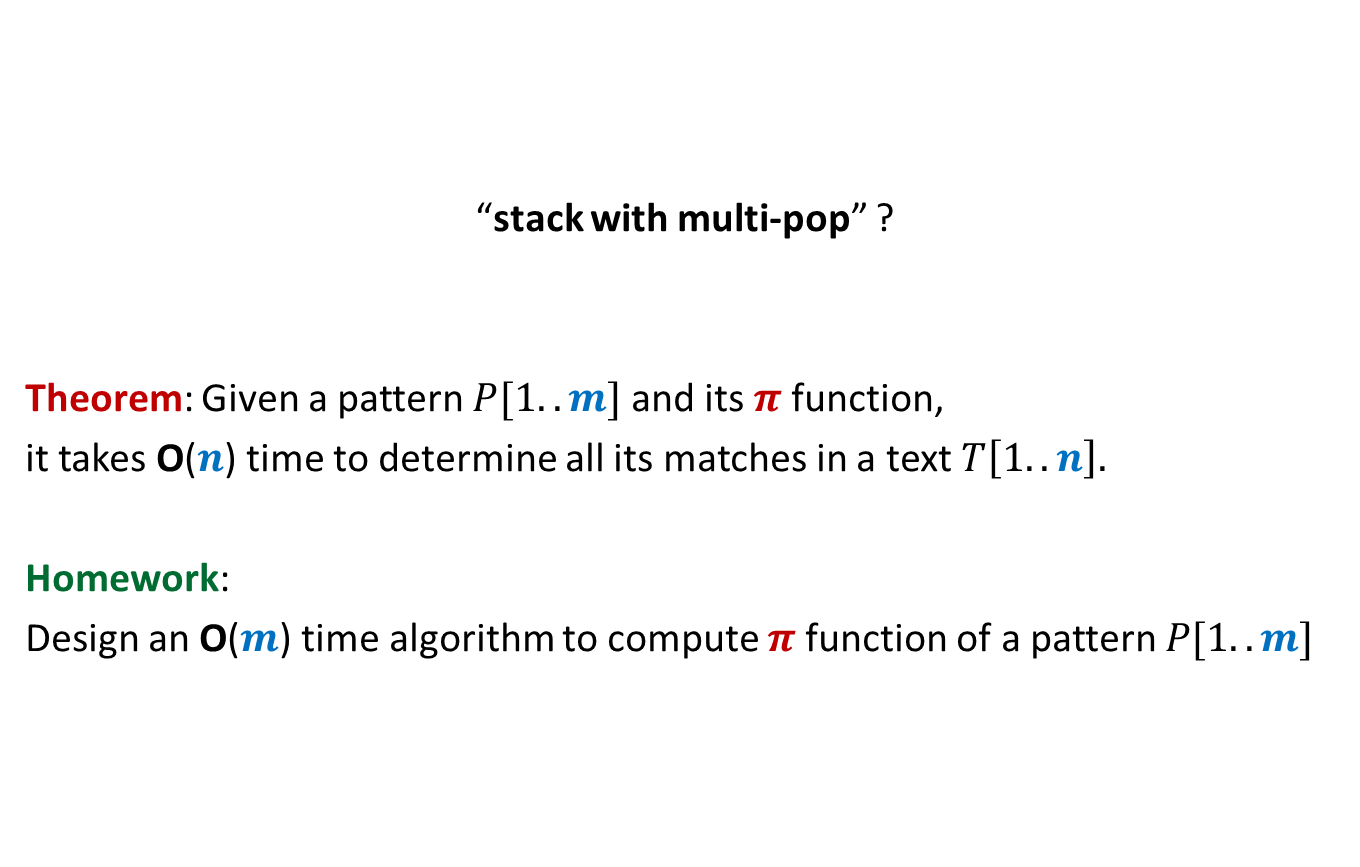 “stack with multi-pop” ?
Theorem: Given a pattern 𝑃[1..𝒎] and its 𝝅 function,
it takes O(𝒏) time to determine all its matches in a text 𝑇[1..𝒏].
Homework:
Design an O(𝒎) time algorithm to compute 𝝅 function of a pattern 𝑃[1..𝒎]